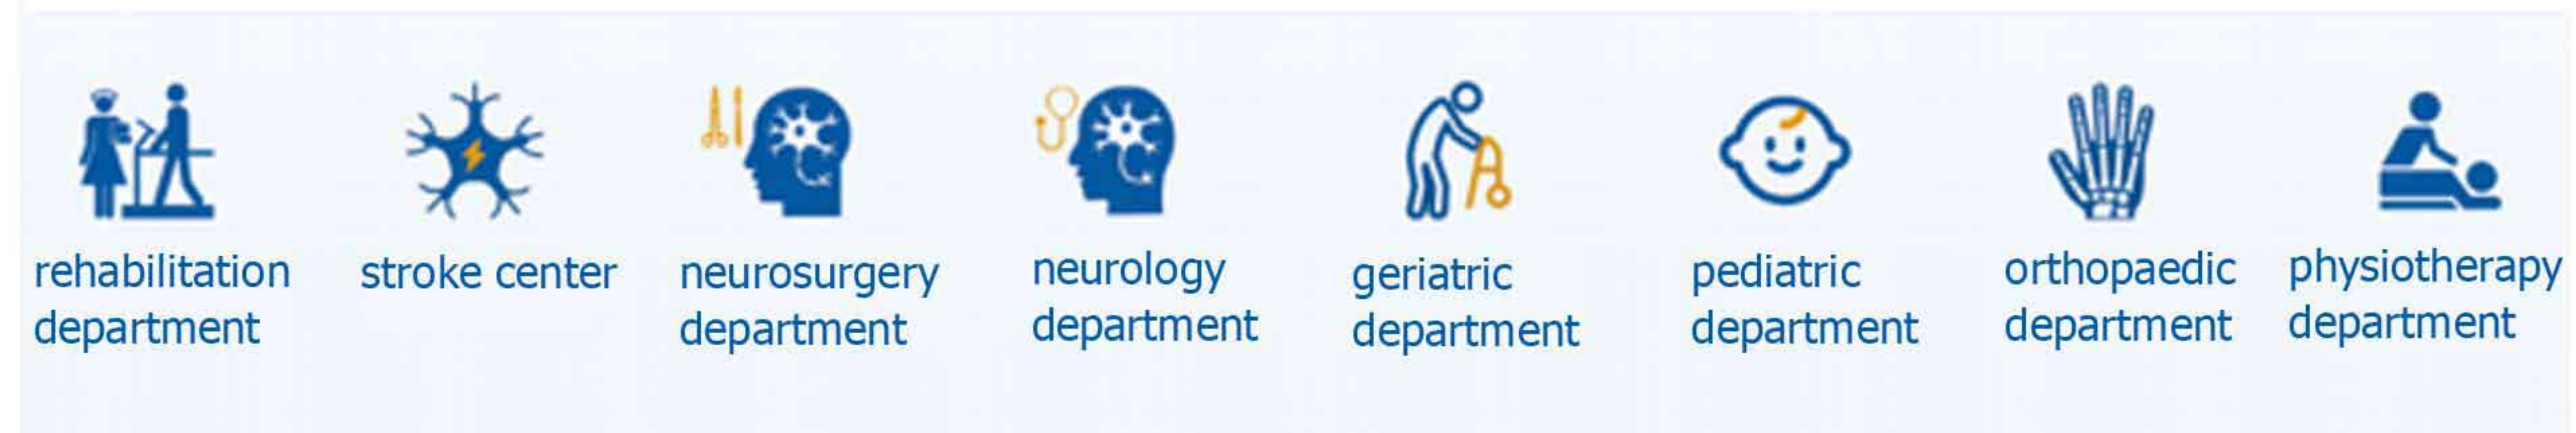 rehabilitation
department
stroke center
neurosurgery
department
neurology
department
geriatric
department
pediatric
department
orthopaedic
department
physiotherapy
department